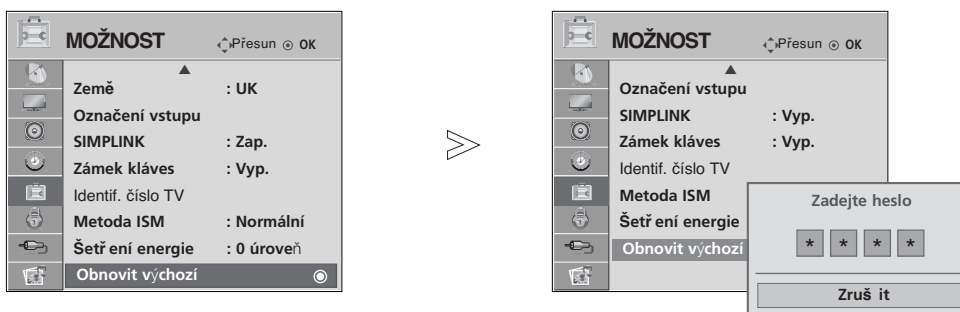 MOŽNOST Přesun OK
Země : UK
Označení vstupu
SIMPLINK : Zap.
Zámek kláves : Vyp.
Identif. číslo TV
Metoda ISM : Normální
Šetř ení energie : 0 úroveň
Obnovit výchozí
MOŽNOST Přesun OK
Označení vstupu
SIMPLINK : Vyp.
Zámek kláves : Vyp.
Identif. číslo TV
Metoda ISM
Šetř ení energie
Obnovit výchozí
Zadejte heslo
* * * *
Zruš it